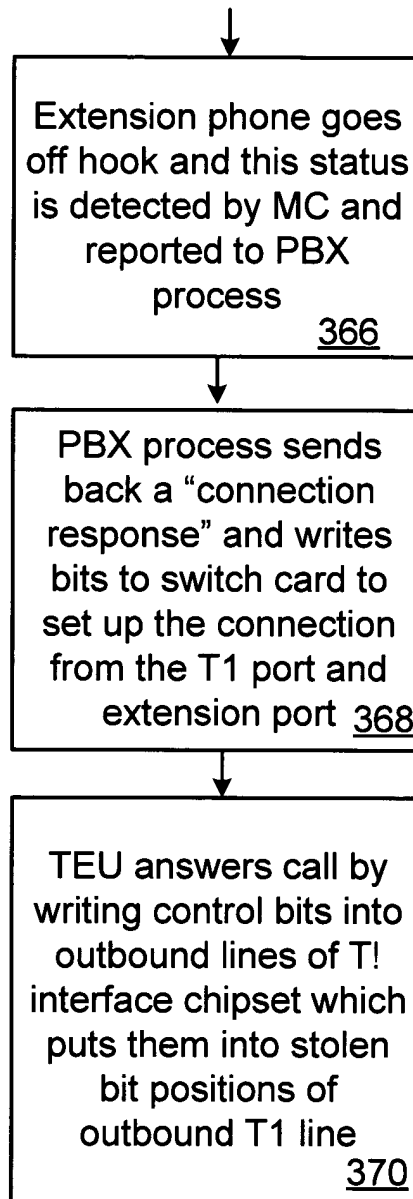 Extension phone goes
off hook and this status
is detected by MC and
reported to PBX
process
366
PBX process sends
back a “connection
response” and writes
bits to switch card to
set up the connection
from the T1 port and
extension port 368
TEU answers call by
writing control bits into
outbound lines of T!
interface chipset which
puts them into stolen
bit positions of
outbound T1 line
370